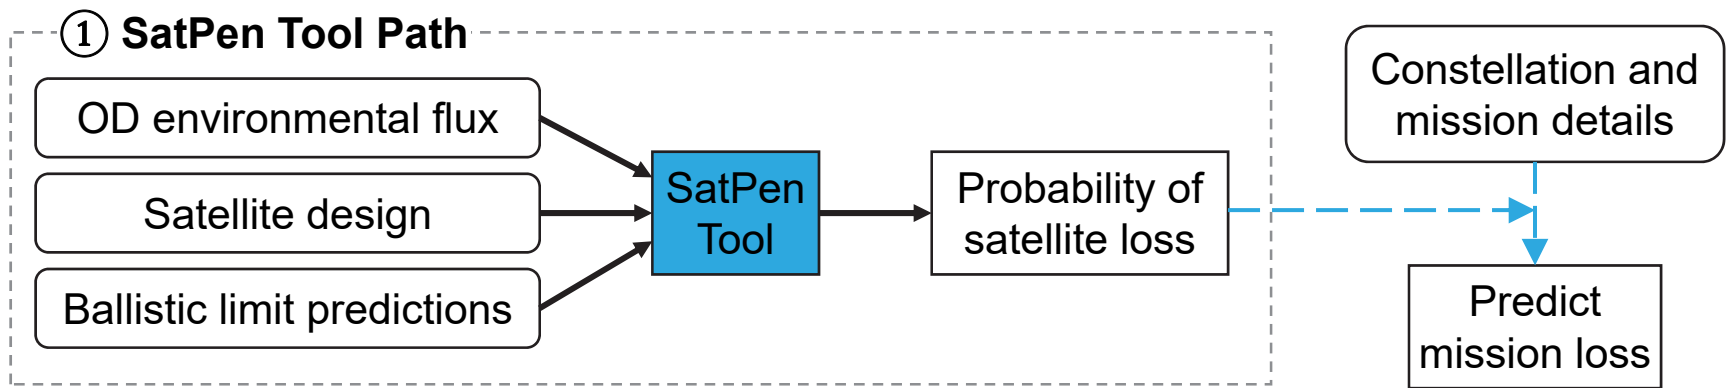 ① SatPen Tool Path
OD environmental flux
Satellite design
Ballistic limit predictions
SatPen
Tool
Probability of
satellite loss
Constellation and
mission details
Predict
mission loss